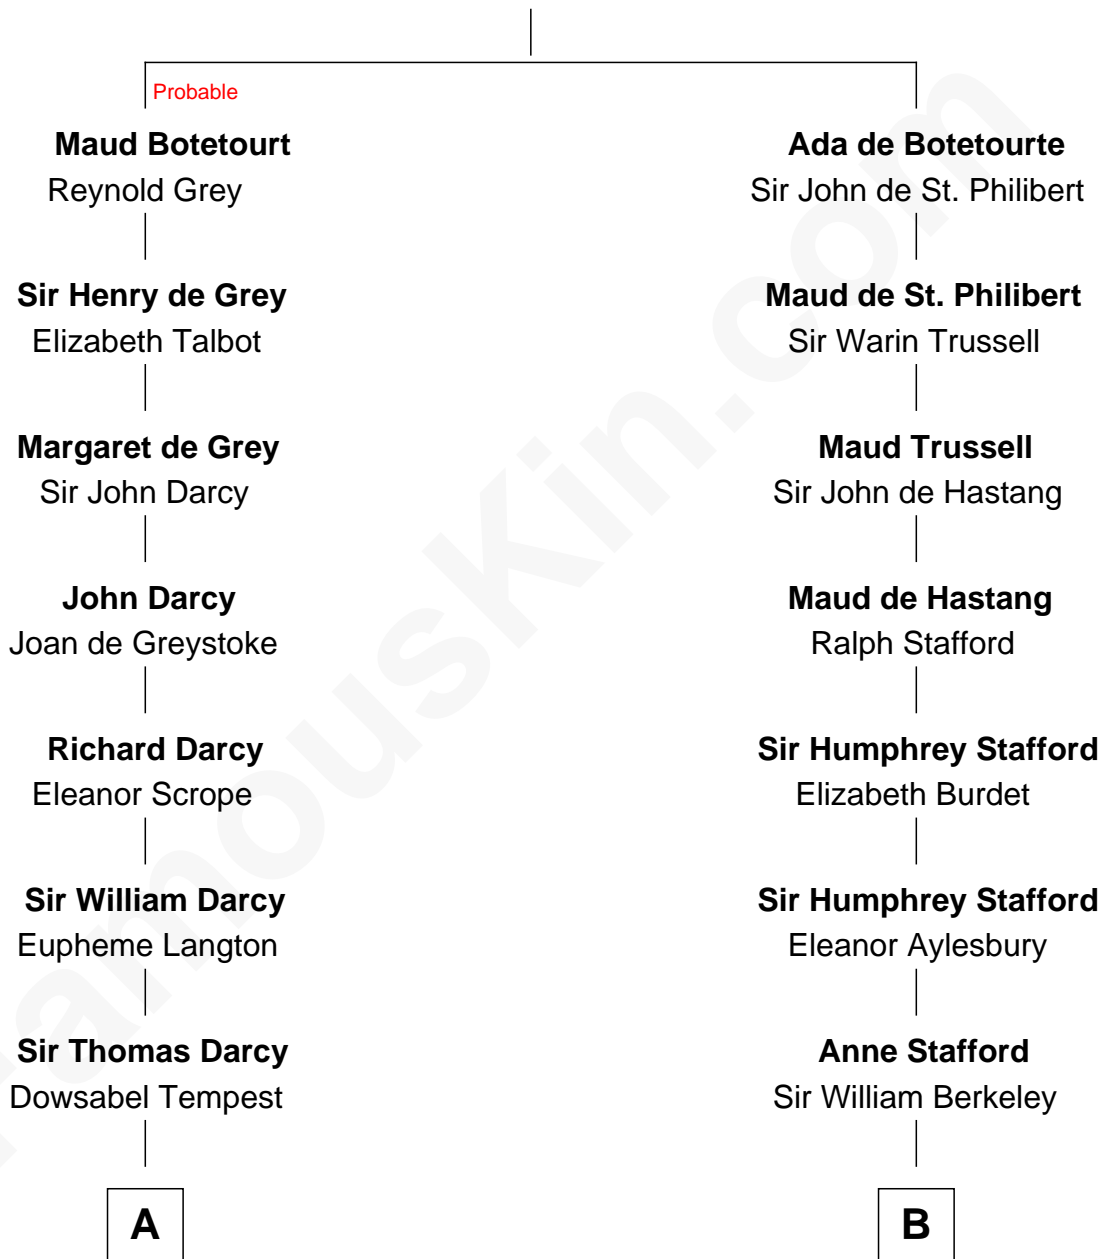 Probable
Maud Botetourt
Reynold Grey
Sir Henry de Grey
Elizabeth Talbot
Margaret de Grey
Sir John Darcy
John Darcy
Joan de Greystoke
Richard Darcy
Eleanor Scrope
Sir William Darcy
Eupheme Langton
Sir Thomas Darcy
Dowsabel Tempest
A
Ada de Botetourte
Sir John de St. Philibert
Maud de St. Philibert
Sir Warin Trussell
Maud Trussell
Sir John de Hastang
Maud de Hastang
Ralph Stafford
Sir Humphrey Stafford
Elizabeth Burdet
Sir Humphrey Stafford
Eleanor Aylesbury
Anne Stafford
Sir William Berkeley
B
FamousKin.com